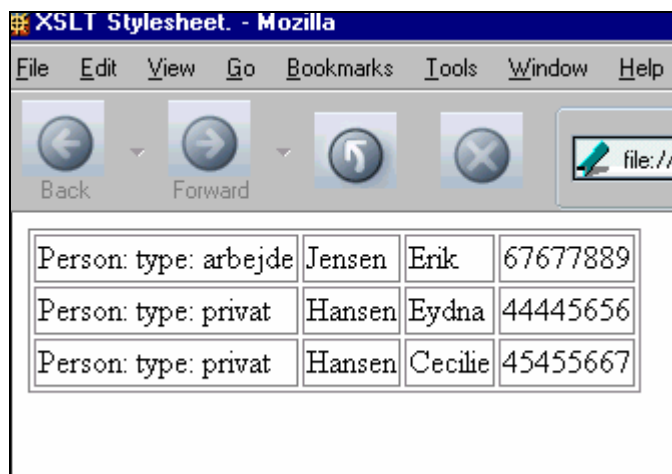 XSLT Stylesheet. - Mozilla
File Edit View Go Bookmarks Tools Window Help
Back Forward file://
Person: type: arbejde Jensen Erik 67677889
Person: type: privat Hansen Eydna 44445656
Person: type: privat Hansen Cecilie 45455667